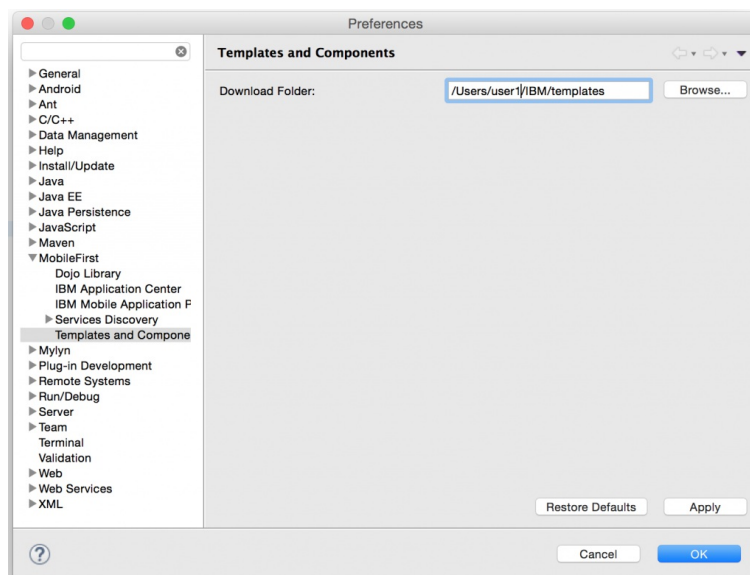 Preferences
Templates and Components
General
Android
Ant
C/C++
Data Management
Help
Install/Update
Java
Java EE
Java Persistence
JavaScript
Maven
MobileFirst
Dojo Library
IBM Application Center
IBM Mobile Application P
Services Discovery
Templates and Compone
Mylyn
Plug-in Development
Remote Systems
Run/Debug
Server
Team
Terminal
Validation
Web
Web Services
XML
Download Folder: /Users/user1/IBM/templates Browse...
Restore Defaults Apply
? Cancel OK